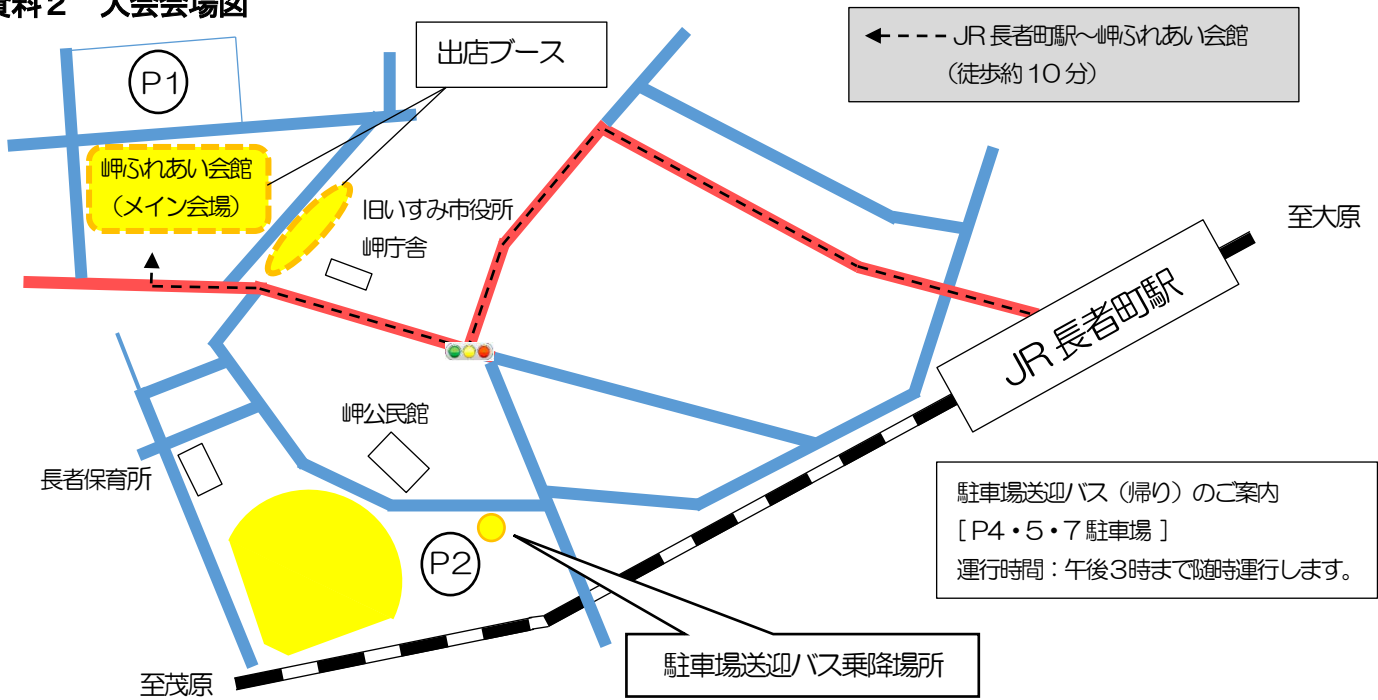 資料２　大会会場図
出店ブース
JR 長者町駅～岬ふれあい会館
（徒歩約１０分）
P1
岬ふれあい会館
（メイン会場）
旧いすみ市役所
岬庁舎
至大原
JR 長者町駅
岬公民館
長者保育所
P2
駐車場送迎バス（帰り）のご案内
［ P4・5・7 駐車場 ］
運行時間：午後３時まで随時運行します。
駐車場送迎バス乗降場所
至茂原